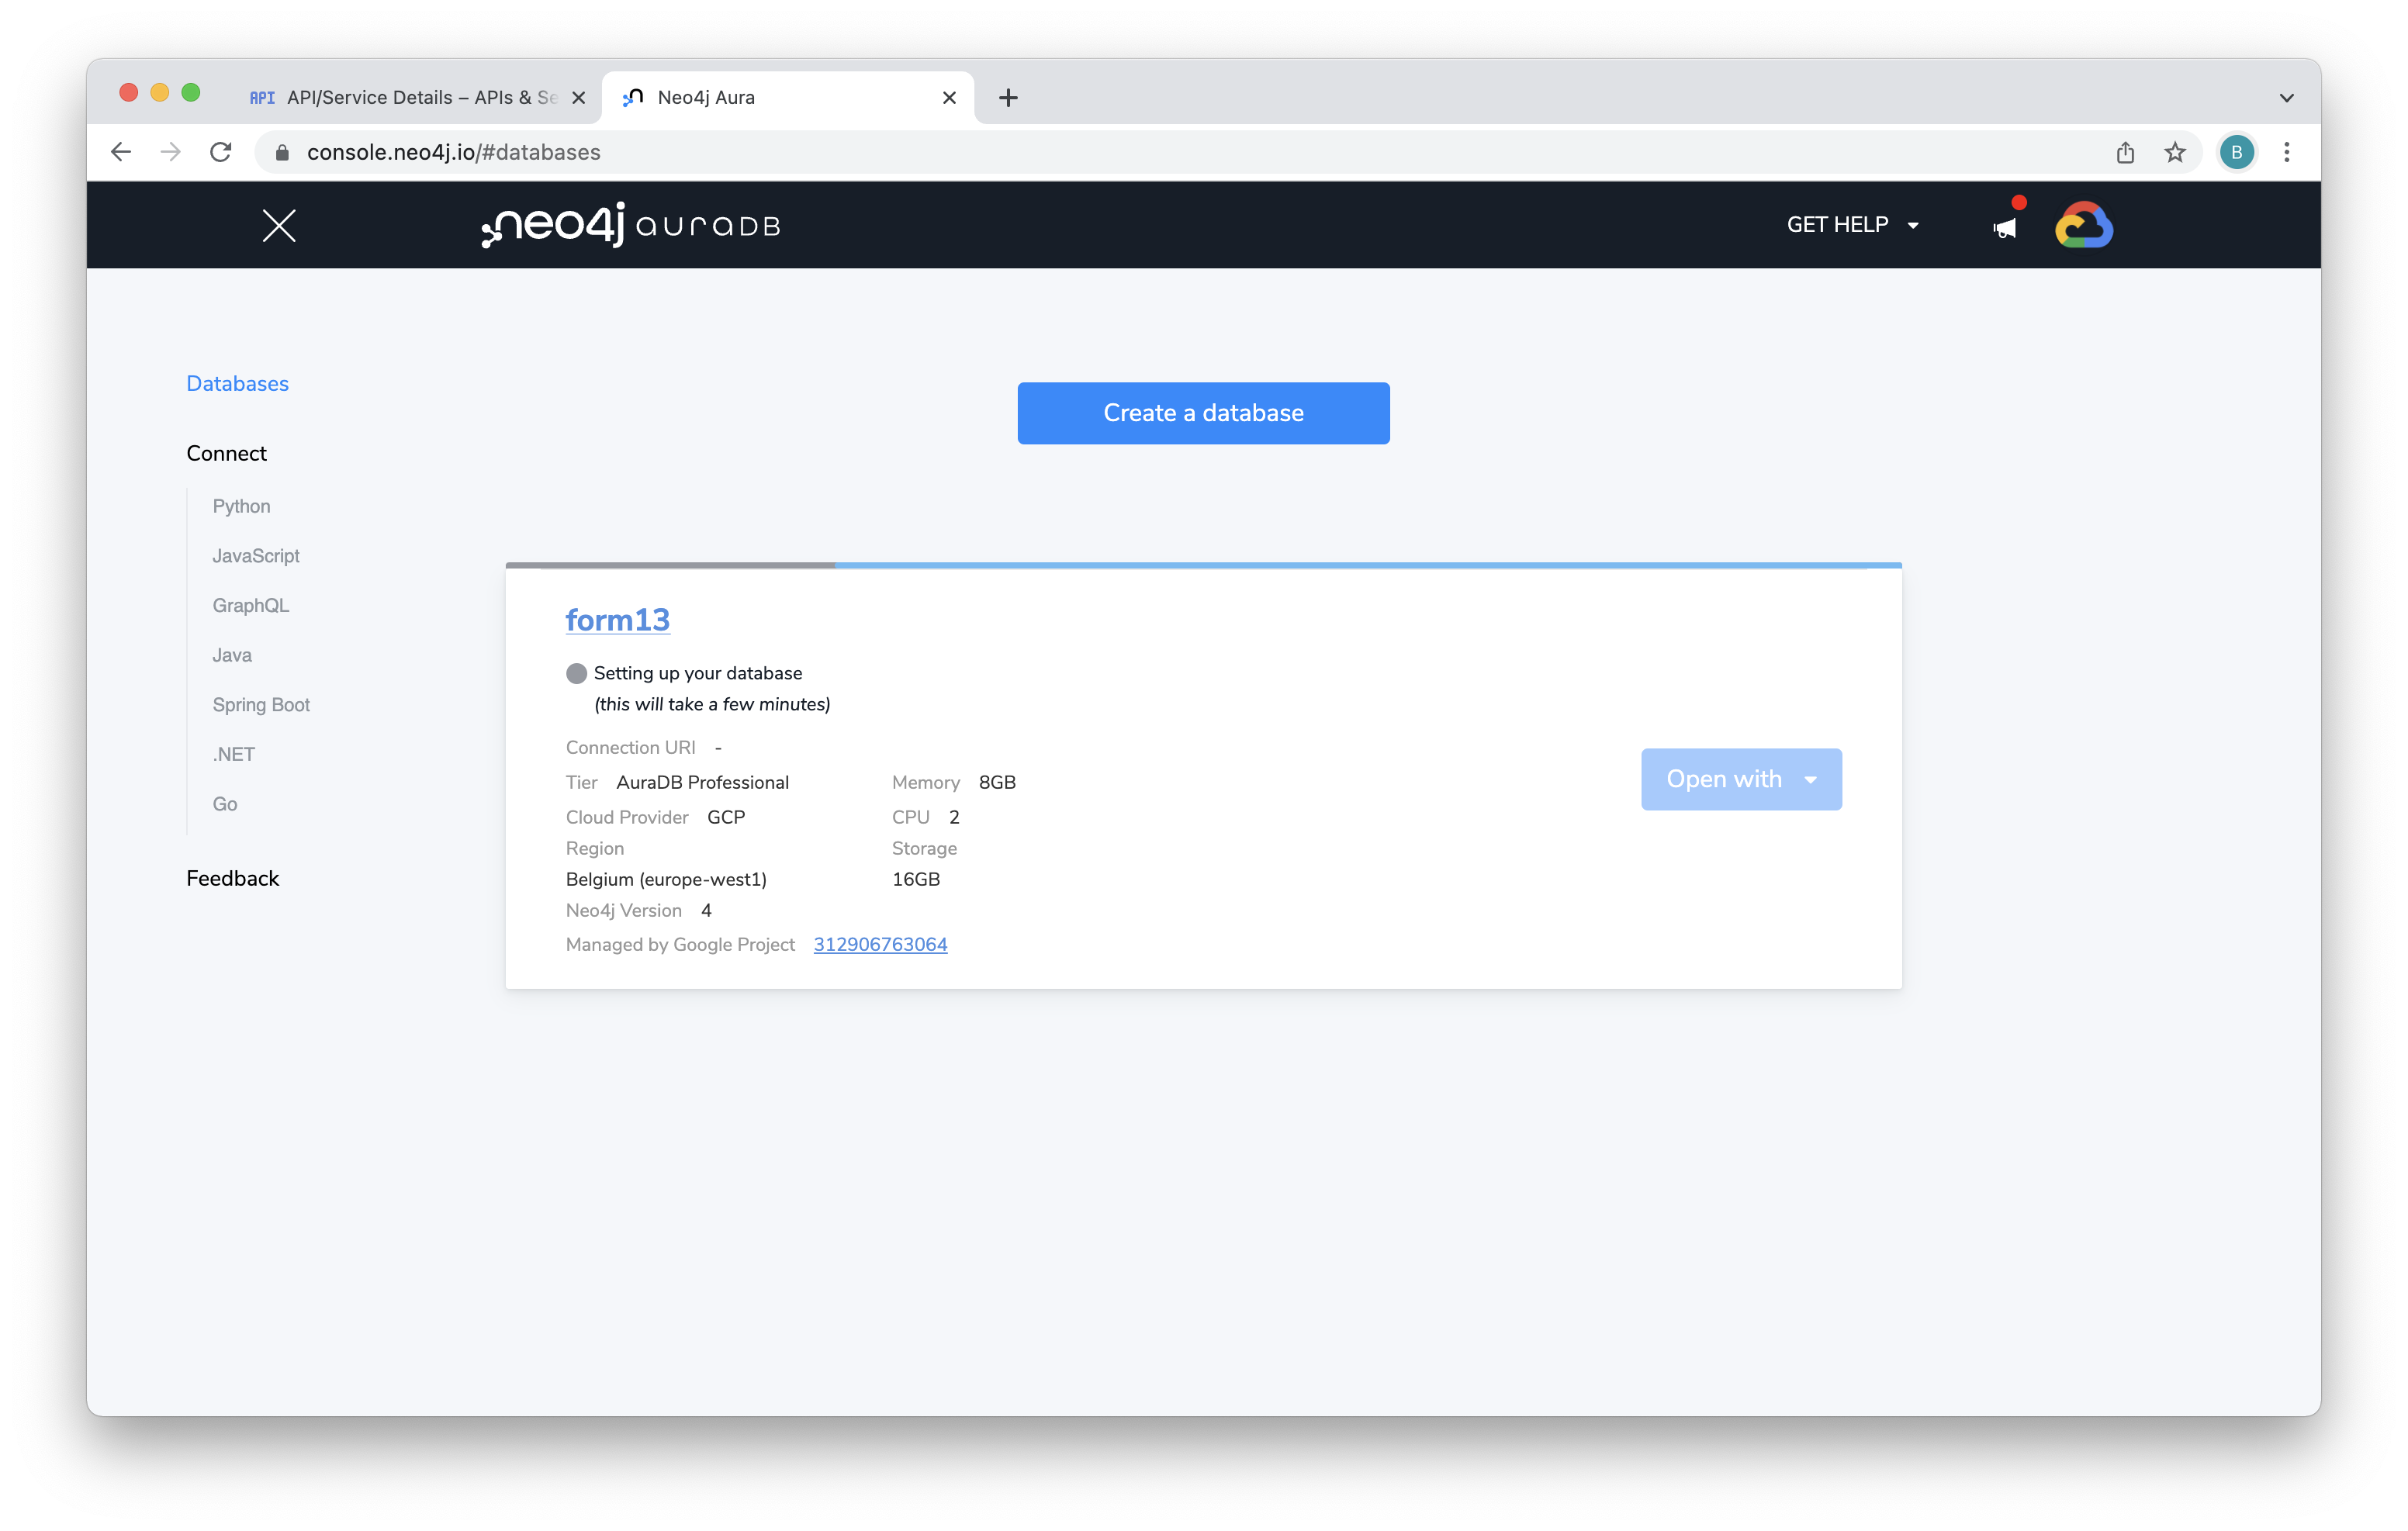 API API/Service Details – APIs & Se
Neo4j Aura
console.neo4j.io/#databases
B
neo4j auraDB
GET HELP
Databases
Create a database
Connect
Python
JavaScript
GraphQL
Java
Spring Boot
.NET
Go
Feedback
form13
Setting up your database
(this will take a few minutes)
Connection URI -
Tier AuraDB Professional
Memory 8GB
Cloud Provider GCP
CPU 2
Region
Storage
Belgium (europe-west1)
16GB
Neo4j Version 4
Managed by Google Project 312906763064
Open with